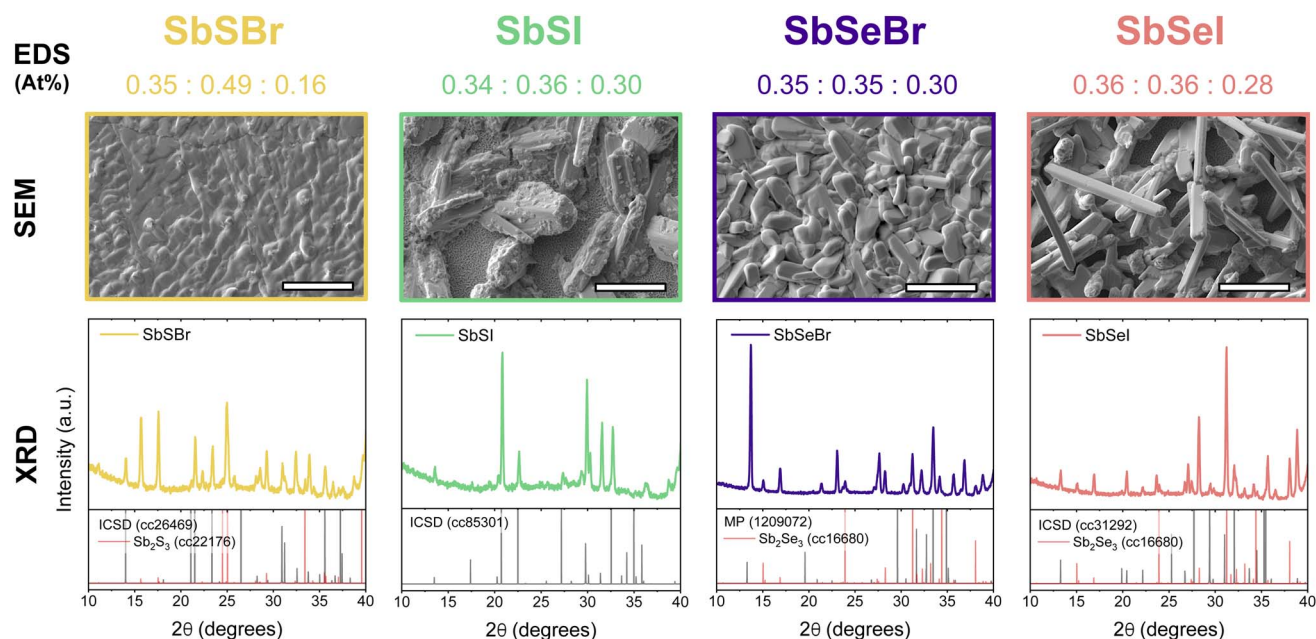 SbSBr SbSI SbSeBr SbSeI
EDS
(At%)
0.35 : 0.49 : 0.16 0.34 : 0.36 : 0.30 0.35 : 0.35 : 0.30 0.36 : 0.36 : 0.28
SEM
XRD
Intensity (a.u.)
SbSBr
ICSD (cc26469)
Sb₂S₃ (cc22176)
10 15 20 25 30 35 40
2θ (degrees)
SbSI
ICSD (cc85301)
10 15 20 25 30 35 40
2θ (degrees)
SbSeBr
MP (1209072)
Sb₂Se₃ (cc16680)
10 15 20 25 30 35 40
2θ (degrees)
SbSeI
ICSD (cc31292)
Sb₂Se₃ (cc16680)
10 15 20 25 30 35 40
2θ (degrees)